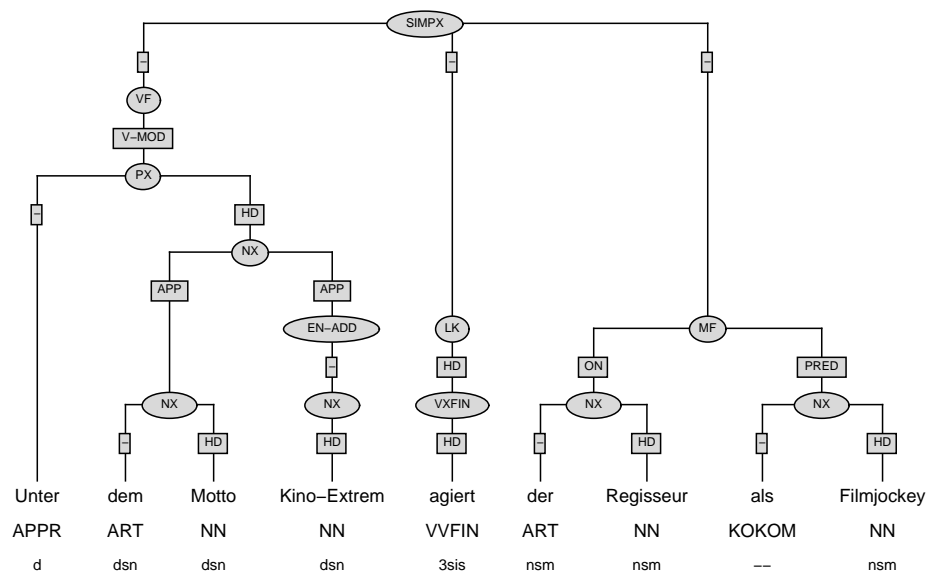 SIMPX
– – –
VF
V–MOD
PX
– HD
NX
APP APP
EN–ADD LK MF
– HD ON PRED
NX NX VXFIN NX NX
– HD HD HD – HD – HD
Unter dem Motto Kino–Extrem agiert der Regisseur als Filmjockey
APPR ART NN NN VVFIN ART NN KOKOM NN
d dsn dsn dsn 3sis nsm nsm –– nsm